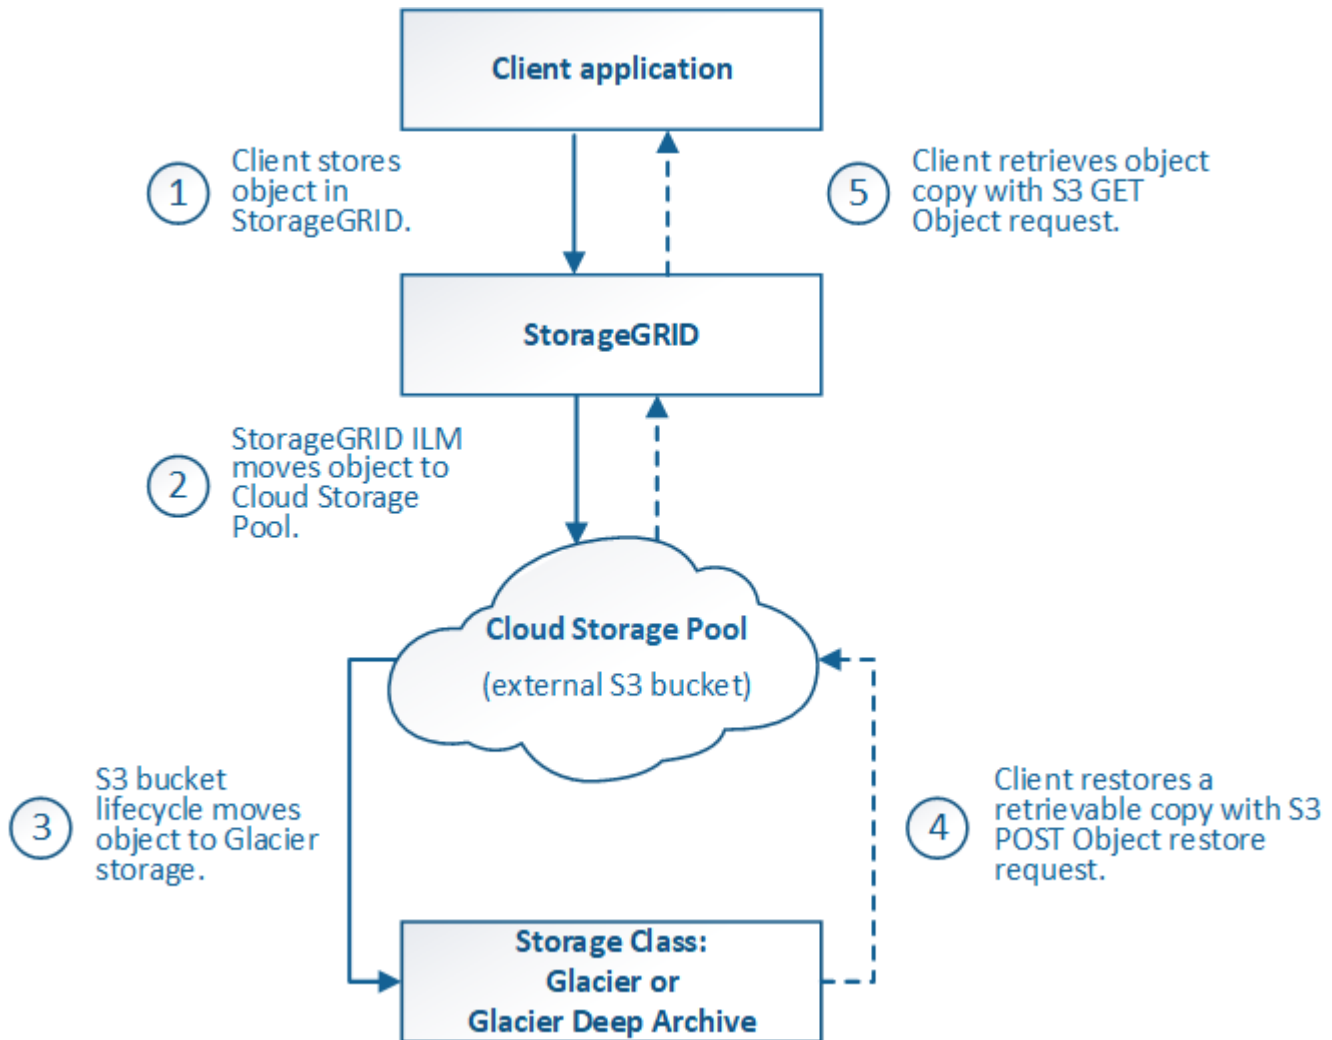 Client application
1
Client stores
object in
StorageGRID.
5
Client retrieves object
copy with S3 GET
Object request.
StorageGRID
2
StorageGRID ILM
moves object to
Cloud Storage
Pool.
Cloud Storage Pool
(external S3 bucket)
3
S3 bucket
lifecycle moves
object to Glacier
storage.
4
Client restores a
retrievable copy with S3
POST Object restore
request.
Storage Class:
Glacier or
Glacier Deep Archive